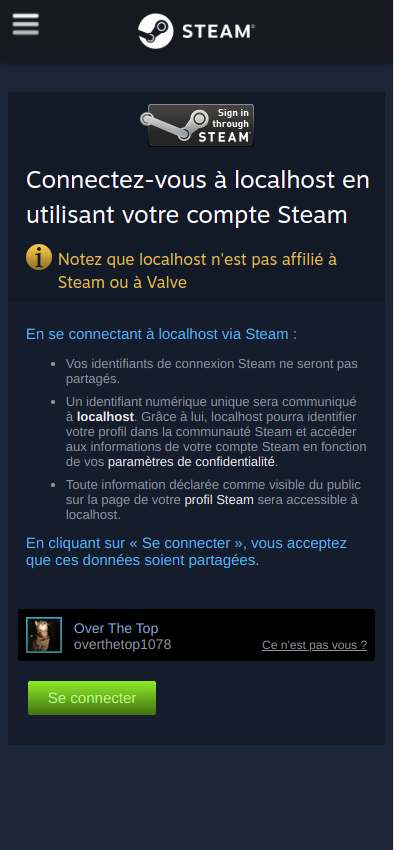 STEAM®
Sign in
through
STEAM
Connectez-vous à localhost en
utilisant votre compte Steam
Notez que localhost n'est pas affilié à
Steam ou à Valve
En se connectant à localhost via Steam :
• Vos identifiants de connexion Steam ne seront pas
partagés.
• Un identifiant numérique unique sera communiqué
à localhost. Grâce à lui, localhost pourra identifier
votre profil dans la communauté Steam et accéder
aux informations de votre compte Steam en fonction
de vos paramètres de confidentialité.
• Toute information déclarée comme visible du public
sur la page de votre profil Steam sera accessible à
localhost.
En cliquant sur « Se connecter », vous acceptez
que ces données soient partagées.
Over The Top
overthetop1078
Ce n'est pas vous ?
Se connecter